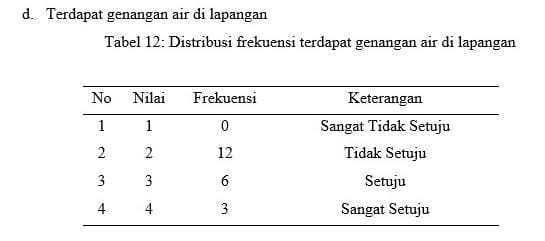 d. Terdapat genangan air di lapangan
Tabel 12: Distribusi frekuensi terdapat genangan air di lapangan
No Nilai Frekuensi Keterangan
1 1 0 Sangat Tidak Setuju
2 2 12 Tidak Setuju
3 3 6 Setuju
4 4 3 Sangat Setuju